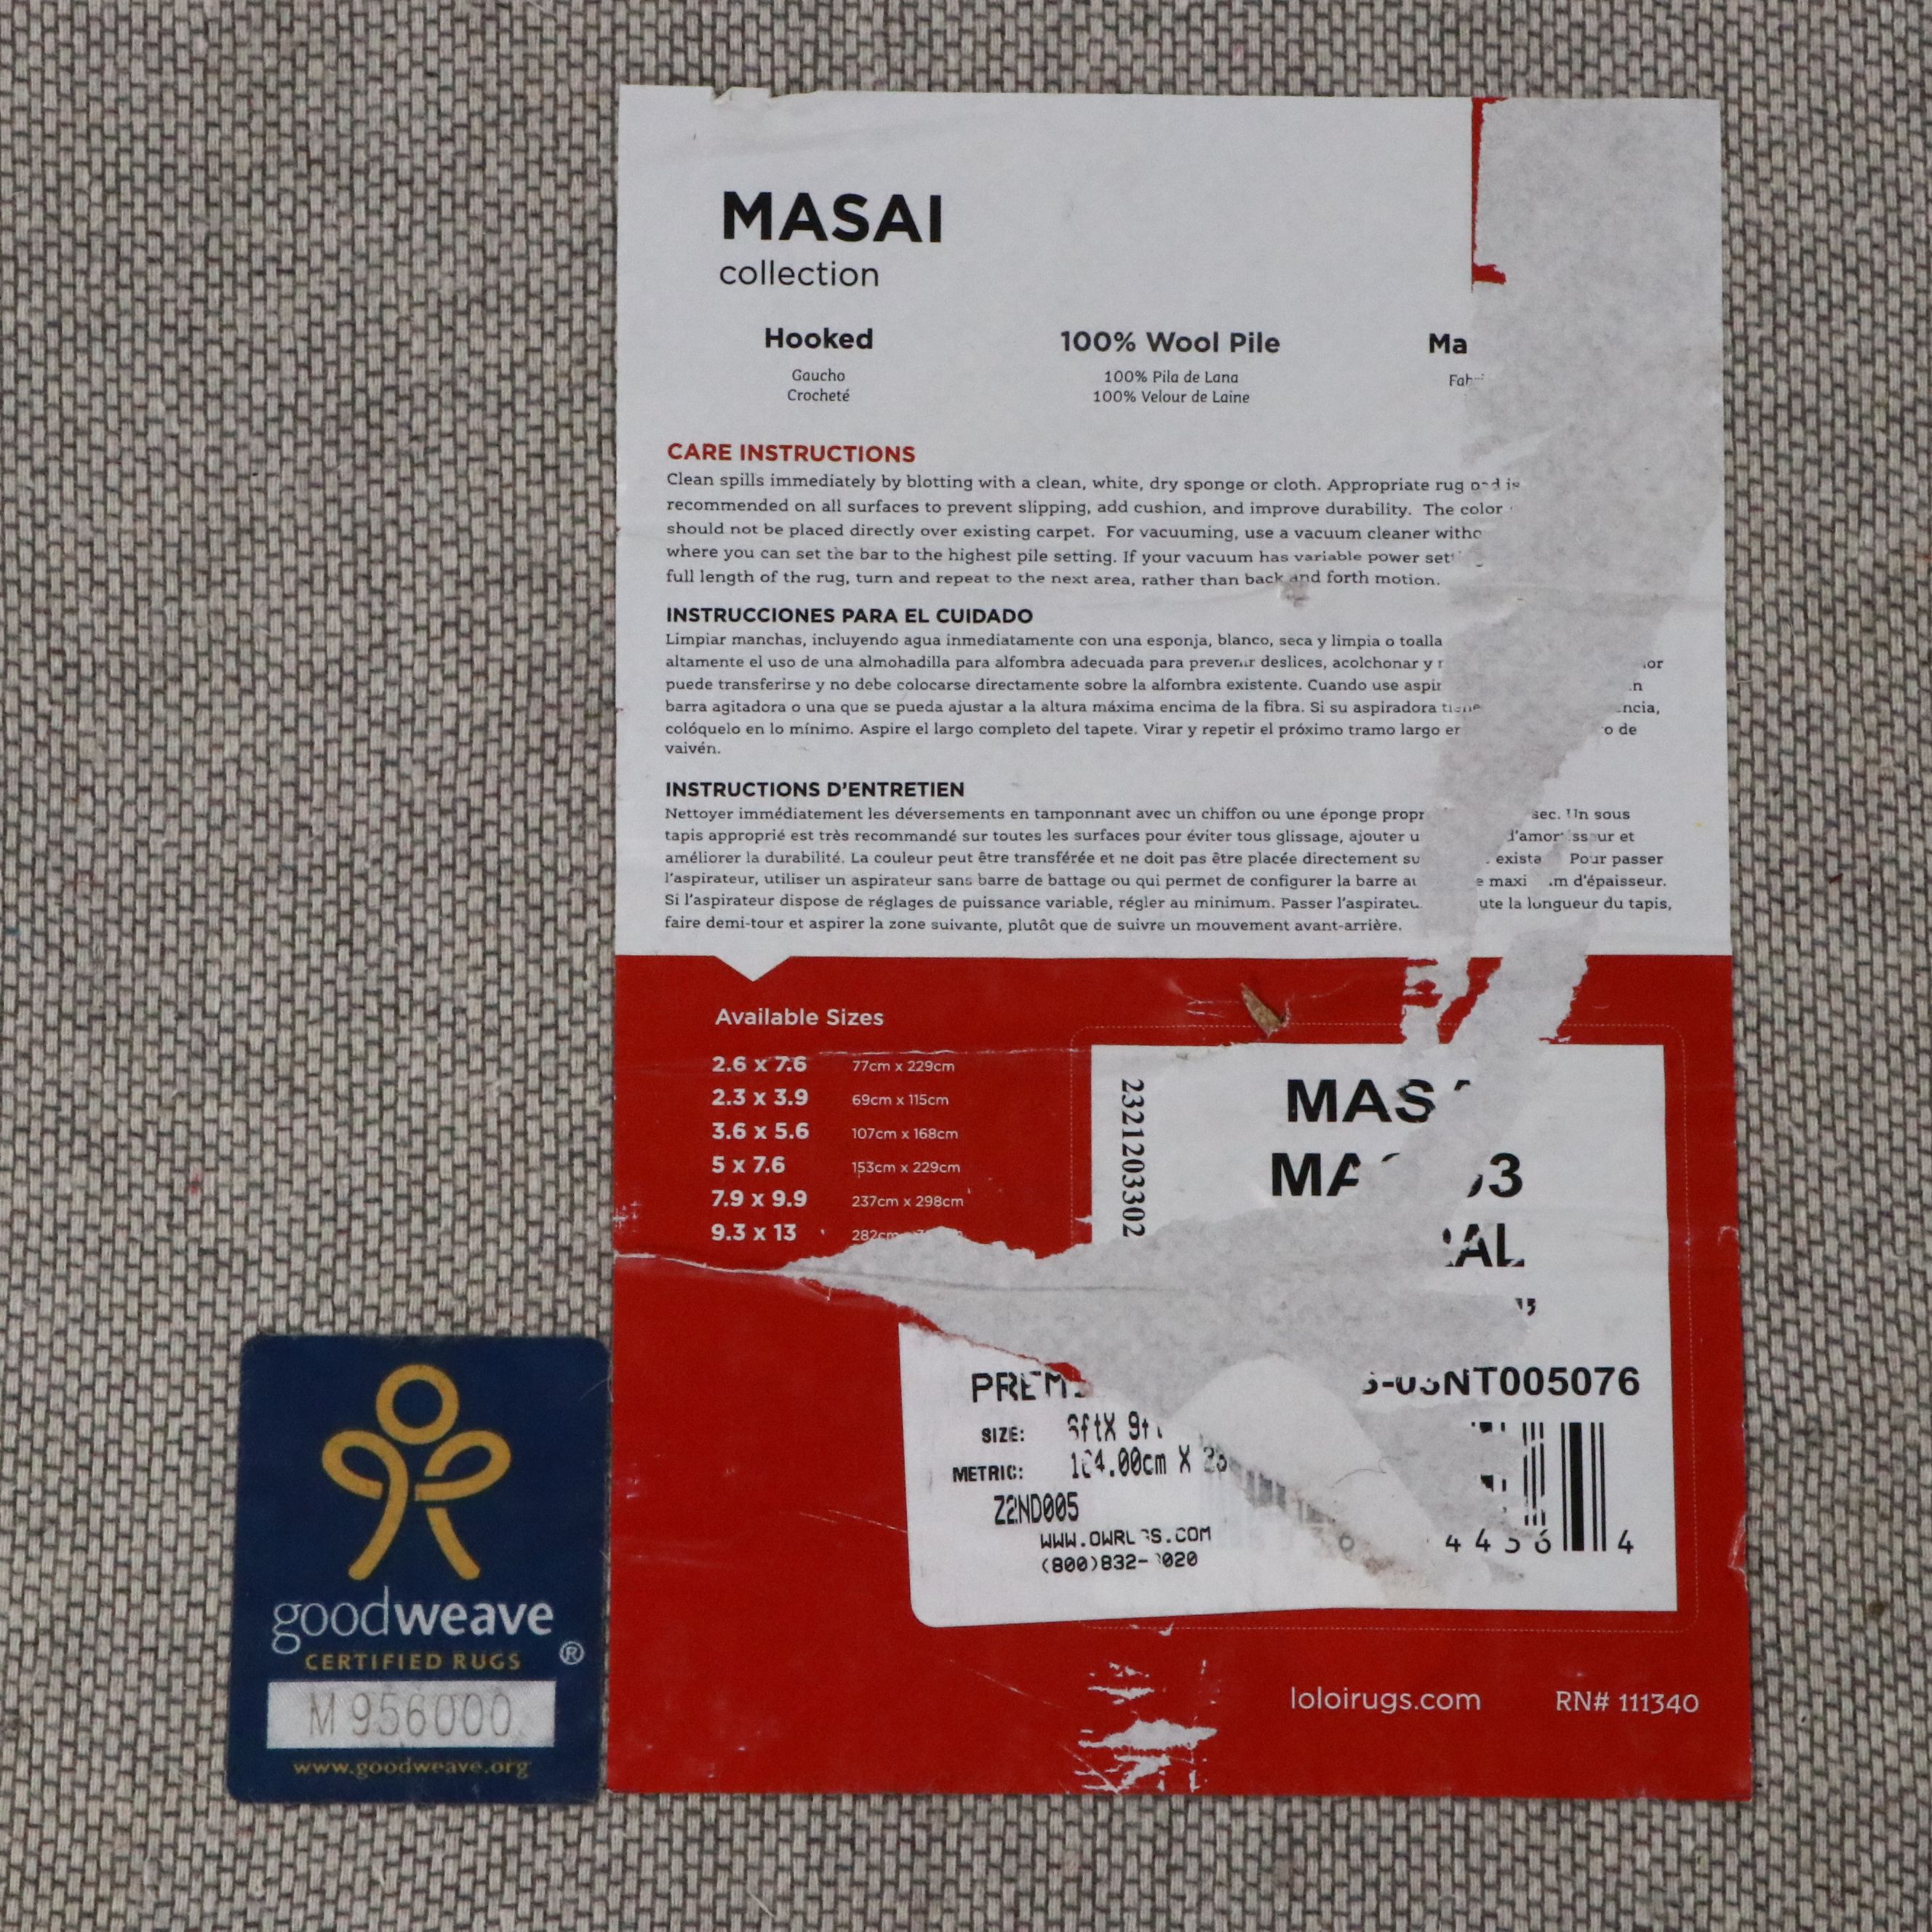 MASAI
collection
Hooked
Gaucho
Crocheté
100% Wool Pile
100% Pila de Lana
100% Velour de Laine
Ma
CARE INSTRUCTIONS
Clean spills immediately by blotting with a clean, white, dry sponge or cloth. Appropriate rug
recommended on all surfaces to prevent slipping, add cushion, and improve durability. The color
should not be placed directly over existing carpet. For vacuuming, use a vacuum cleaner
where you can set the bar to the highest pile setting. If your vacuum has variable power
full length of the rug, turn and repeat to the next area, rather than back and forth motion.
INSTRUCCIONES PARA EL CUIDADO
Limpiar manchas, incluyendo agua inmediatamente con una esponja, blanco, seca y limpia o toalla
altamente el uso de una almohadilla para alfombra adecuada para prevenir deslices, acolchonar y
puede transferirse y no debe colocarse directamente sobre la alfombra existente. Cuando use
barra agitadora o una que se pueda ajustar a la altura máxima encima de la fibra. Si su aspiradora tiene
colóquelo en lo mínimo. Aspire el largo completo del tapete. Virar y repetir el próximo tramo largo de
vaivén.
INSTRUCTIONS D'ENTRETIEN
Nettoyer immédiatement les déversements en tamponnant avec un chiffon ou une éponge sec. Un sous
tapis approprié est très recommandé sur toutes les surfaces pour éviter tous glissage, ajouter et
améliorer la durabilité. La couleur peut être transférée et ne doit pas être placée directement Pour passer
l'aspirateur, utiliser un aspirateur sans barre de battage ou qui permet de configurer la barre d'épaisseur.
Si l'aspirateur dispose de réglages de puissance variable, régler au minimum. Passer la longueur du tapis,
faire demi-tour et aspirer la zone suivante, plutôt que de suivre un mouvement avant-arrière.
Available Sizes
2.6 x 7.6 77cm x 229cm
2.3 x 3.9 69cm x 115cm
3.6 x 5.6 107cm x 168cm
5 x 7.6 153cm x 229cm
7.9 x 9.9 237cm x 298cm
9.3 x 13
2321203302
MAS
NT005076
SIZE:
METRIC:
Z2ND005
loloirugs.com RN# 111340
goodweave
CERTIFIED RUGS ®
M 956000
www.goodweave.org